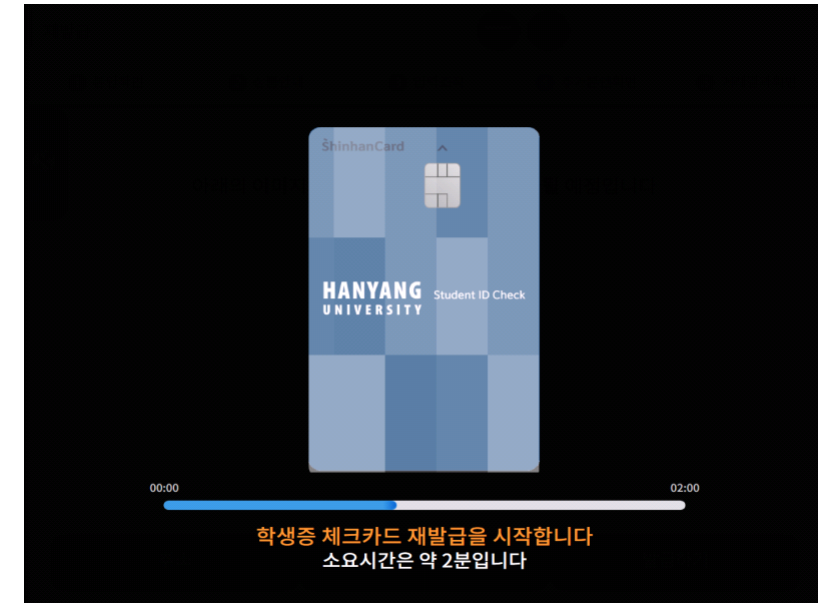 ShinhanCard
HANYANG
UNIVERSITY
Student ID Check
00:00
02:00
학생증 체크카드 재발급을 시작합니다
소요시간은 약 2분입니다